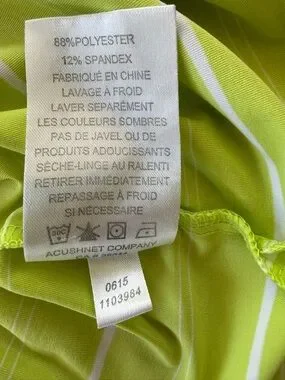 88%POLYESTER
12% SPANDEX
FABRIQUÉ EN CHINE
LAVAGE À FROID
LAVER SEPARÉMENT
LES COULEURS SOMBRES
PAS DE JAVEL OU DE
PRODUITS ADOUCISSANTS
SÈCHE-LINGE AU RALENTI
RETIRER IMMÉDIATEMENT
REPASSAGE À FROID
SI NÉCESSAIRE
ACUSHNET COMPANY
0615
1103984